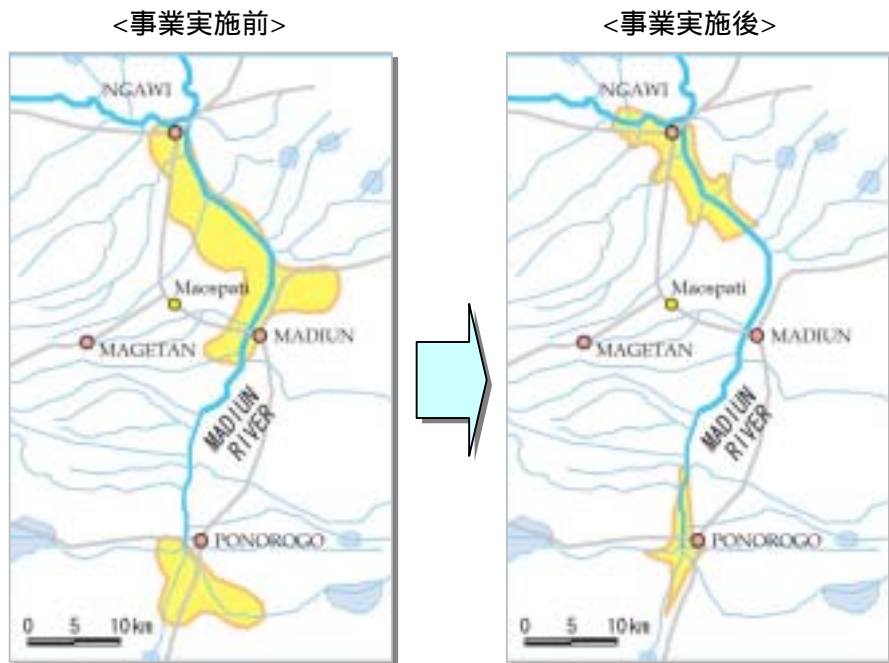 <事業実施前>
NGAWI
Maospati
MADIUN
MAGETAN
MADIUN
RIVER
PONOROGO
0 5 10km
<事業実施後>
NGAWI
Maospati
MADIUN
MAGETAN
MADIUN
RIVER
PONOROGO
0 5 10km